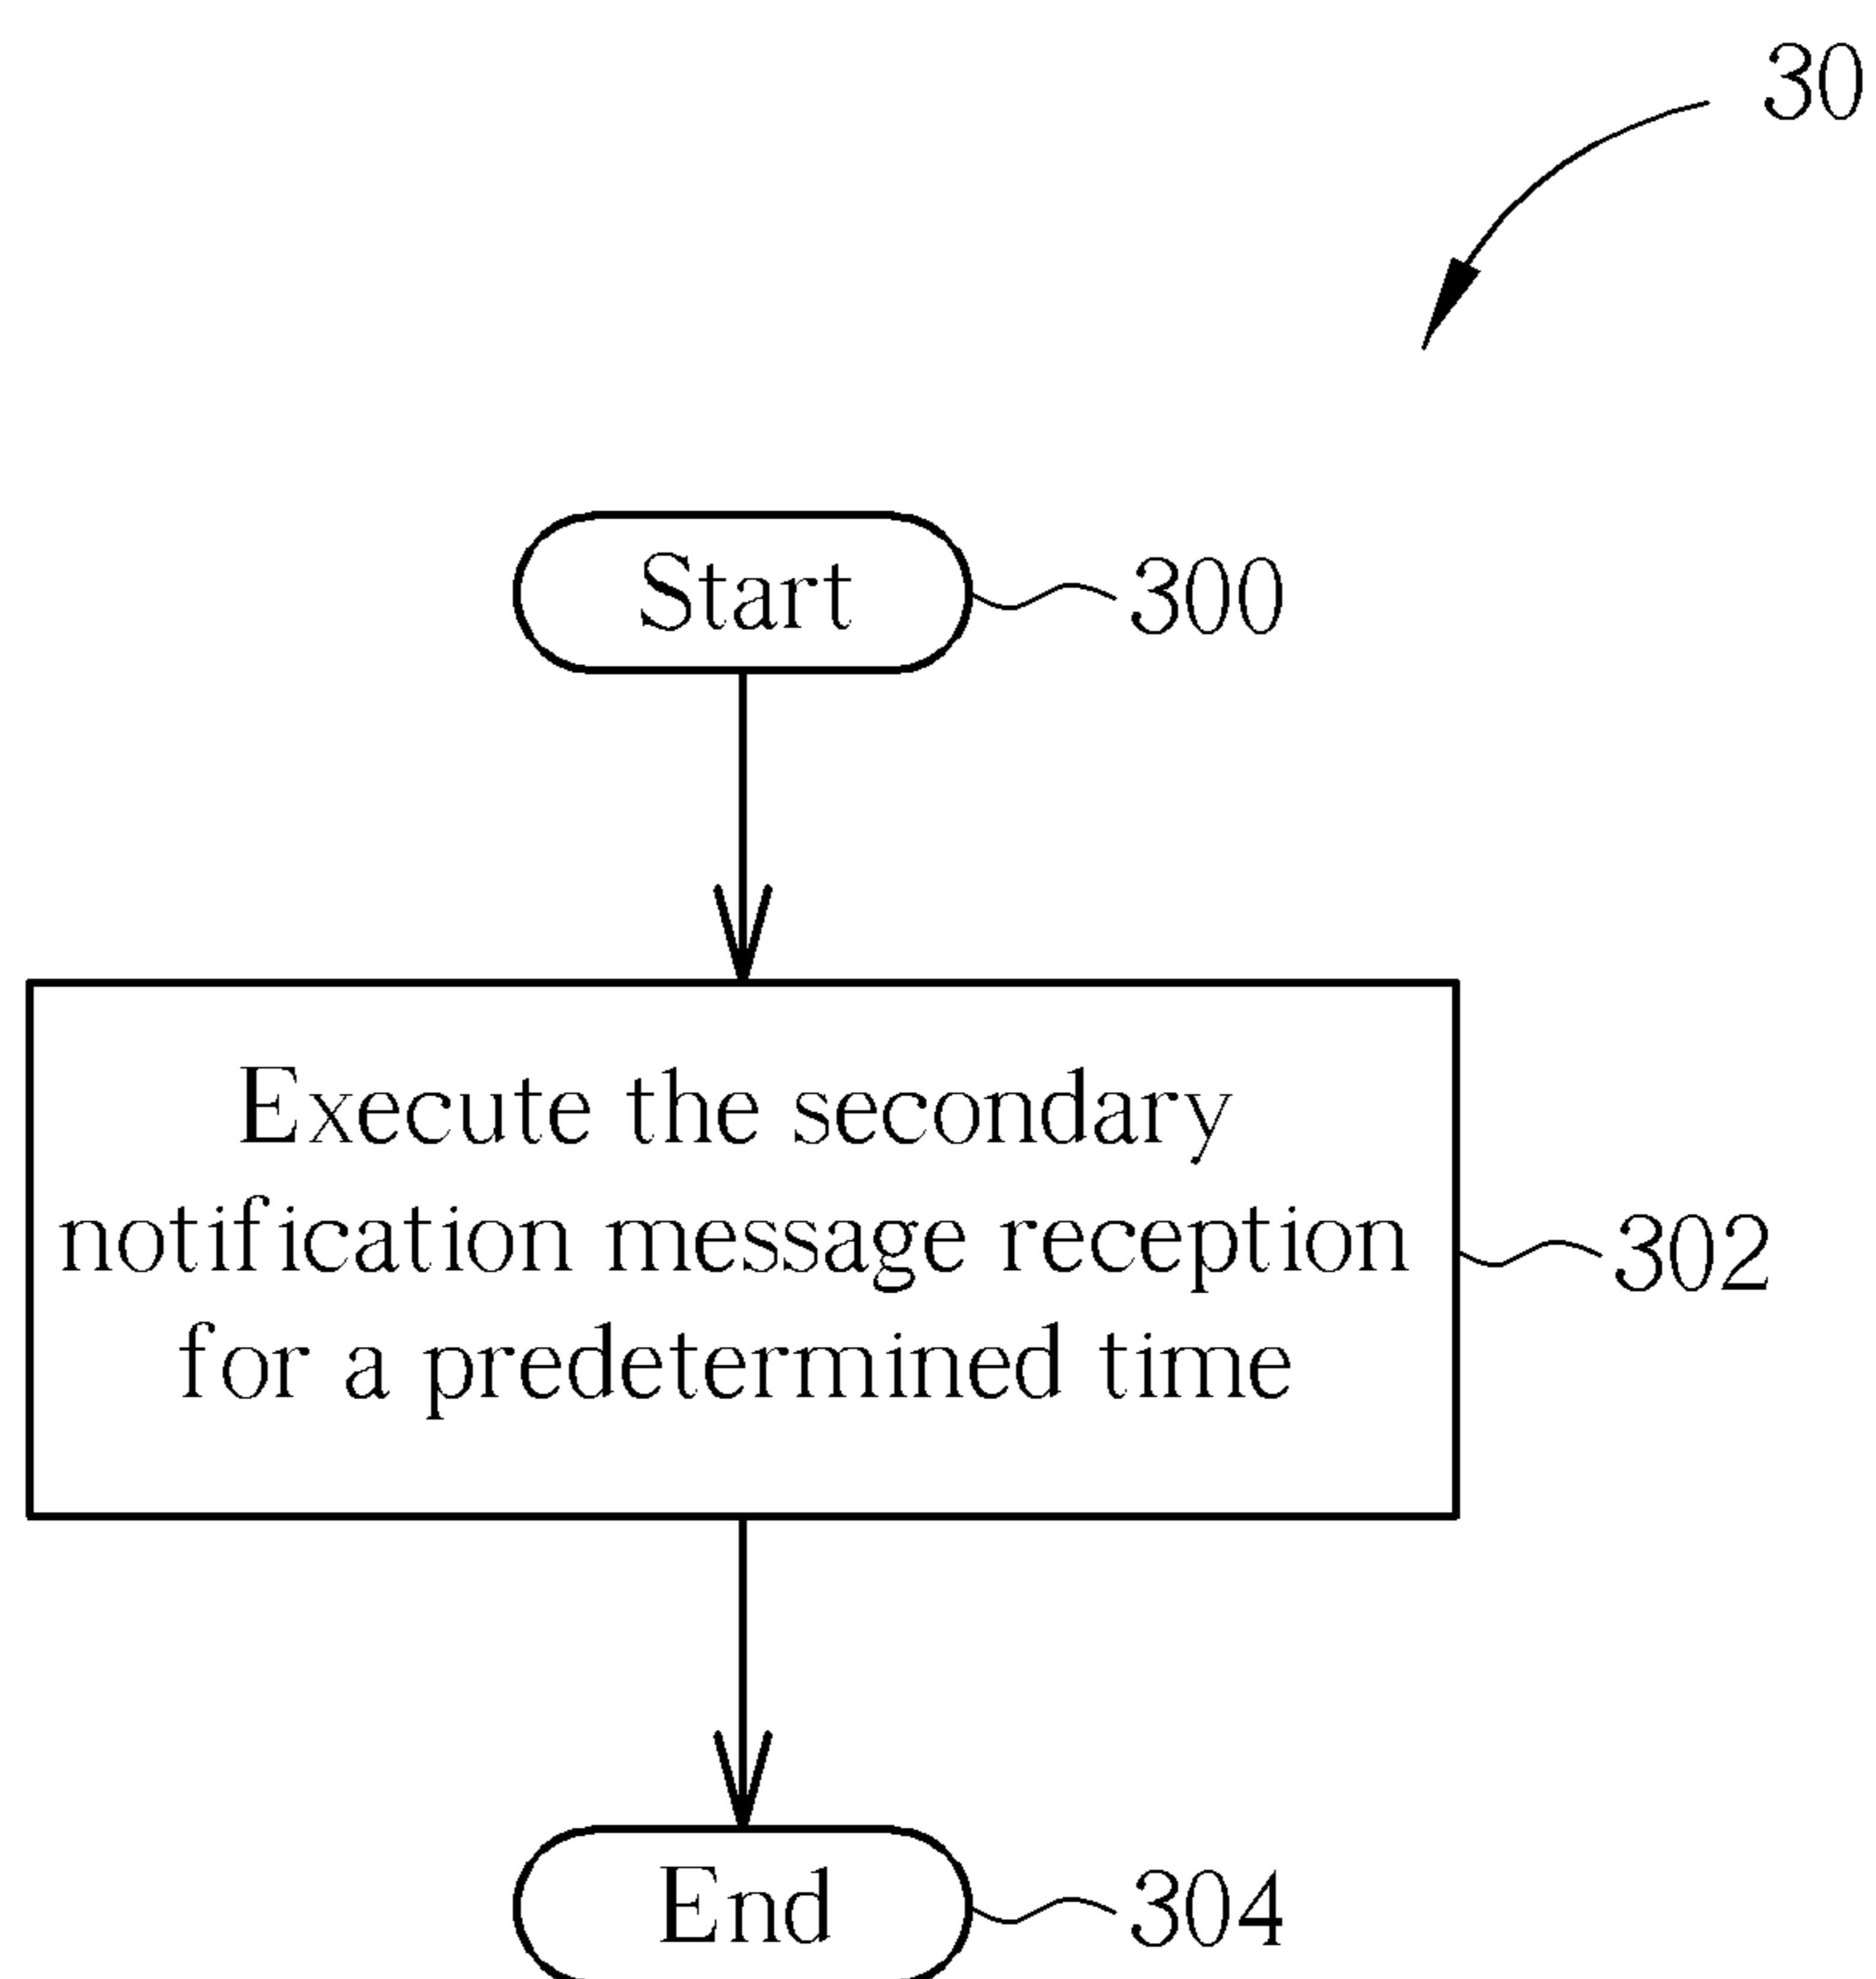 30
Start
300
Execute the secondary
notification message reception
for a predetermined time
302
End
304